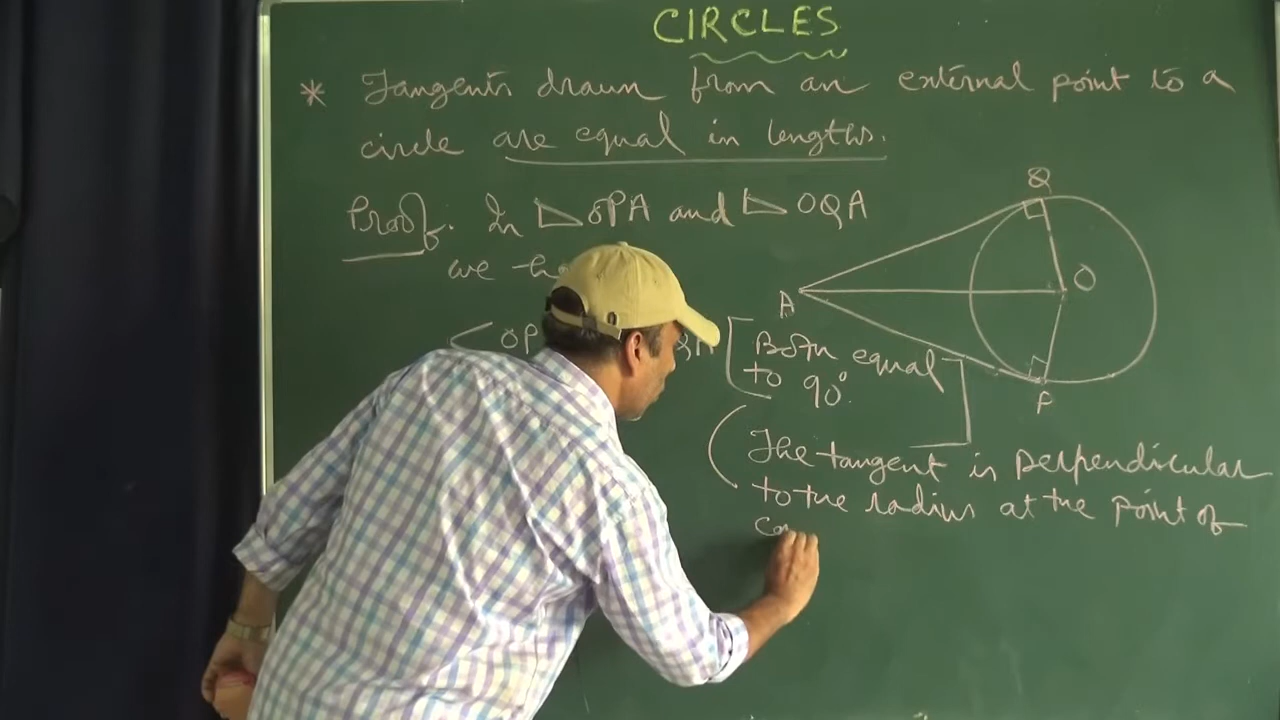 CIRCLES
* Tangents drawn from an external point to a
circle are equal in lengths.
Proof. In △OPA and △OQA
we
Q
O
A
P
[Both equal
to 90°.
(The tangent is perpendicular
to the radius at the point of